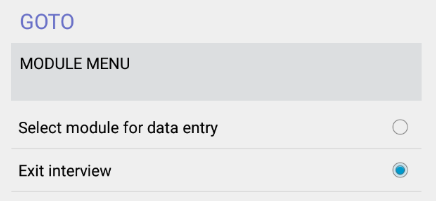 GOTO
MODULE MENU
Select module for data entry
Exit interview